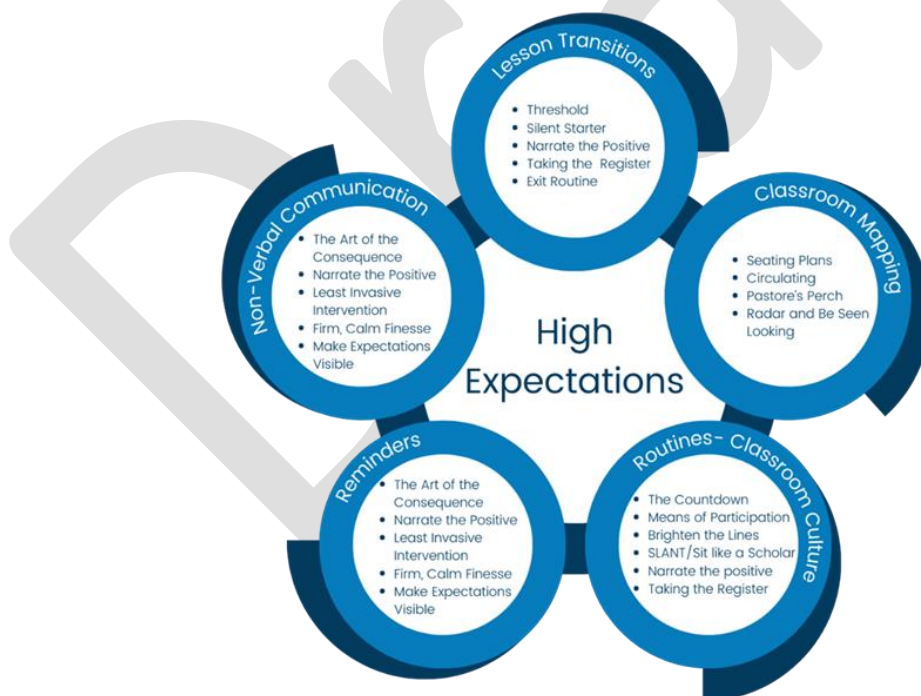 Lesson Transitions
• Threshold
• Silent Starter
• Narrate the Positive
• Taking the Register
• Exit Routine
Classroom Mapping
• Seating Plans
• Circulating
• Pastore's Perch
• Radar and Be Seen
Looking
Non-Verbal Communication
• The Art of the
Consequence
• Narrate the Positive
• Least Invasive
Intervention
• Firm, Calm Finesse
• Make Expectations
Visible
High
Expectations
Reminders
• The Art of the
Consequence
• Narrate the Positive
• Least Invasive
Intervention
• Firm, Calm Finesse
• Make Expectations
Visible
Routines- Classroom Culture
• The Countdown
• Means of Participation
• Brighten the Lines
• SLANT/Sit like a Scholar
• Narrate the positive
• Taking the Register